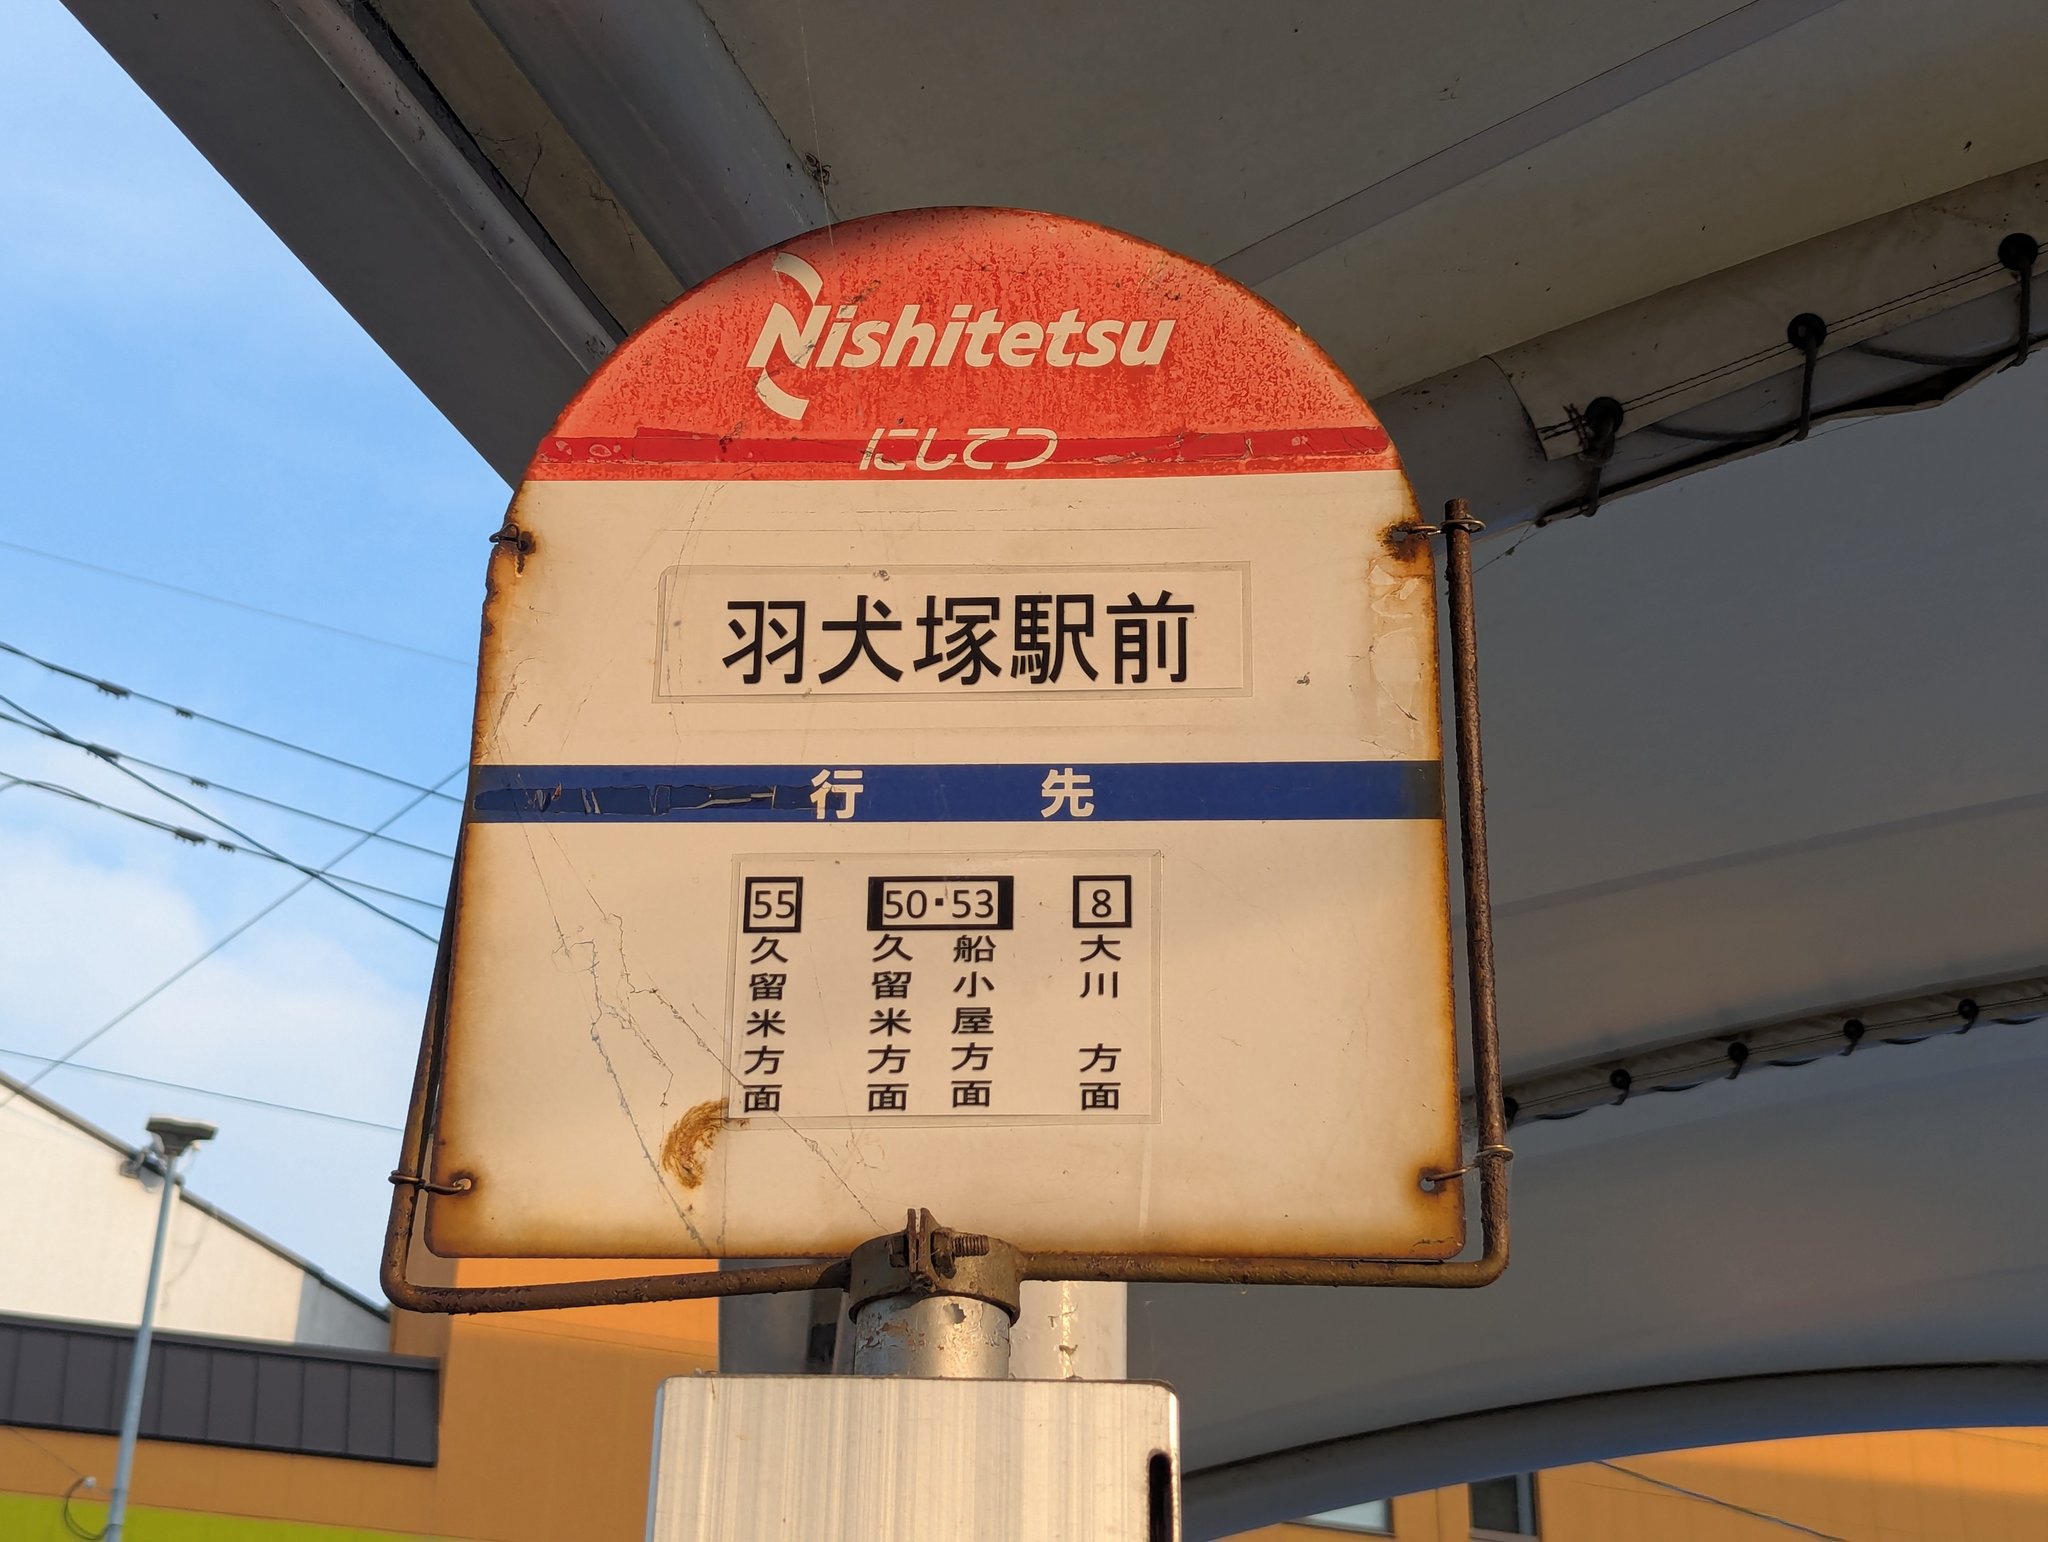 Nishitetsu
にしてつ
羽犬塚駅前
行先
55
久留米方面
50・53
久留米方面
船小屋方面
8
大川方面